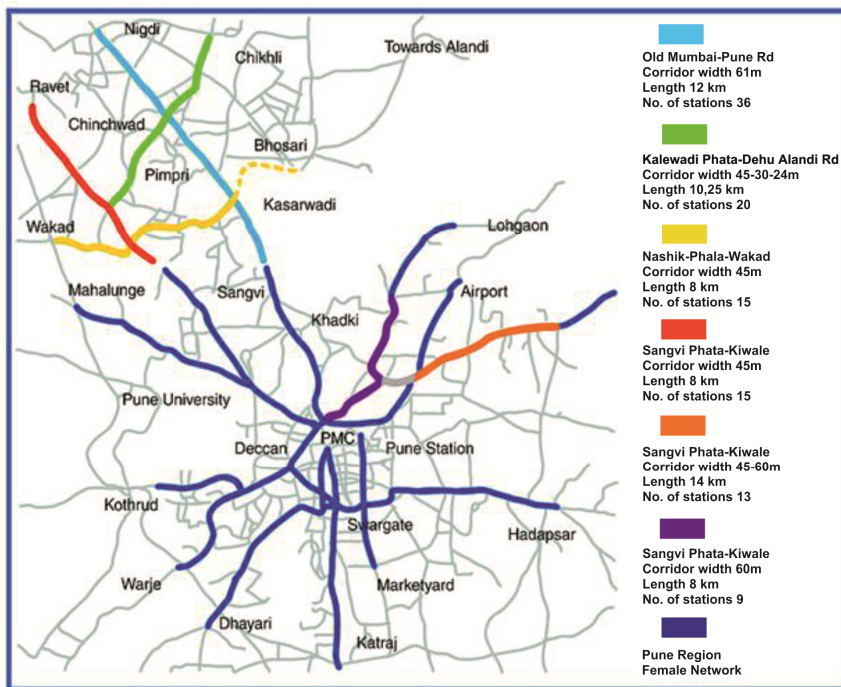 Nigdi
Towards Alandi
Chikhli
Ravet
Chinchwad
Bhosari
Pimpri
Kasarwadi
Wakad
Lohgaon
Mahalunge
Sangvi
Airport
Khadki
Pune University
PMC
Deccan
Pune Station
Kothrud
Swargate
Hadapsar
Warje
Marketyard
Dhayari
Katraj
Old Mumbai-Pune Rd
Corridor width 61m
Length 12 km
No. of stations 36
Kalewadi Phata-Dehu Alandi Rd
Corridor width 45-30-24m
Length 10,25 km
No. of stations 20
Nashik-Phala-Wakad
Corridor width 45m
Length 8 km
No. of stations 15
Sangvi Phata-Kiwale
Corridor width 45m
Length 8 km
No. of stations 15
Sangvi Phata-Kiwale
Corridor width 45-60m
Length 14 km
No. of stations 13
Sangvi Phata-Kiwale
Corridor width 60m
Length 8 km
No. of stations 9
Pune Region
Female Network